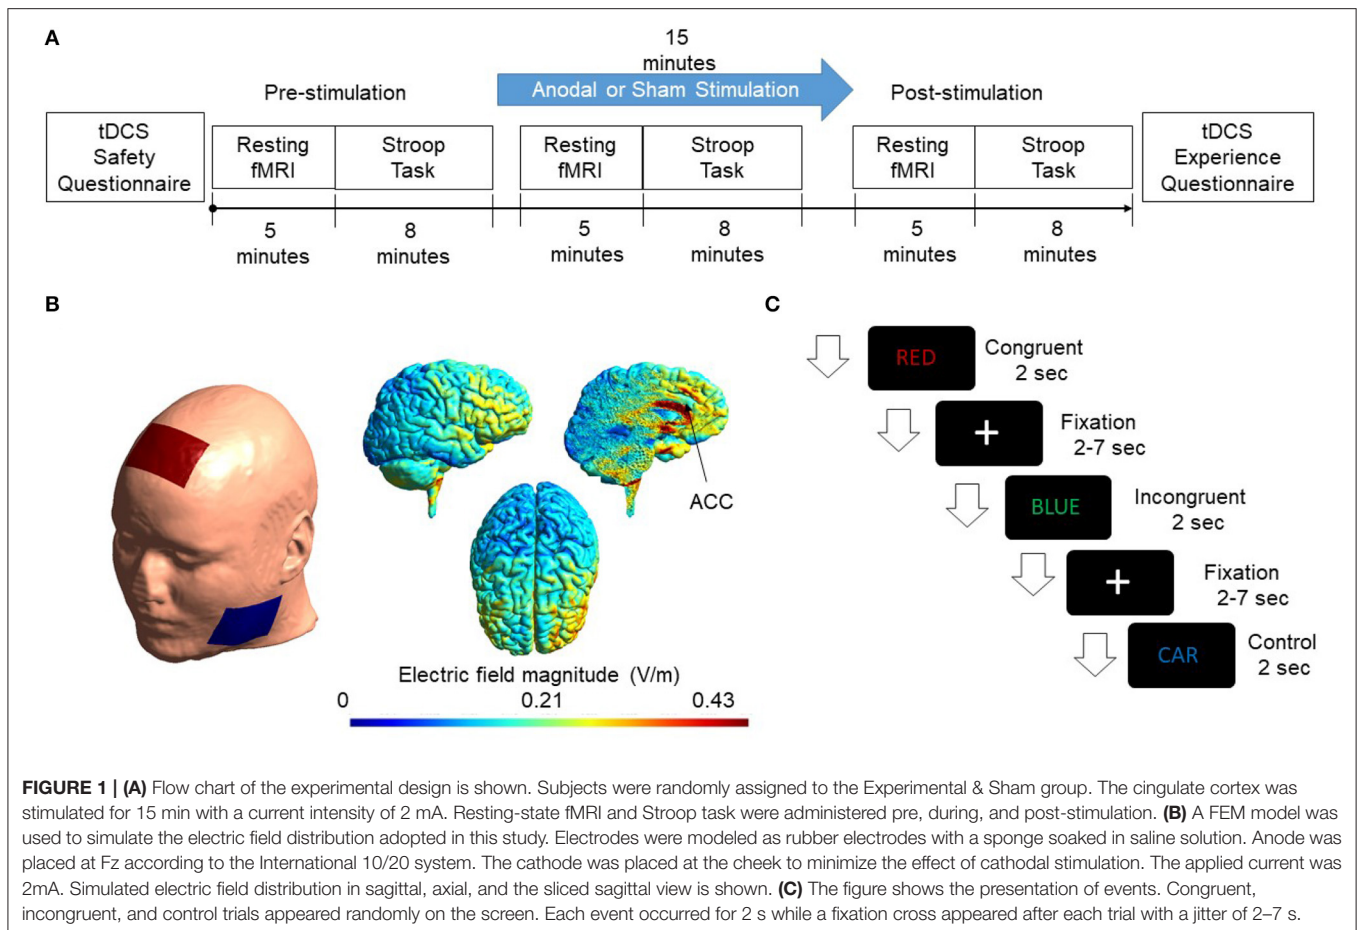 A
15
minutes
Pre-stimulation
Anodal or Sham Stimulation
Post-stimulation
tDCS
Safety
Questionnaire
Resting
fMRI
Stroop
Task
Resting
fMRI
Stroop
Task
Resting
fMRI
Stroop
Task
tDCS
Experience
Questionnaire
5
minutes
8
minutes
5
minutes
8
minutes
5
minutes
8
minutes
B
ACC
Electric field magnitude (V/m)
0 0.21 0.43
C
RED
Congruent
2 sec
+
Fixation
2-7 sec
BLUE
Incongruent
2 sec
+
Fixation
2-7 sec
CAR
Control
2 sec
FIGURE 1 | (A) Flow chart of the experimental design is shown. Subjects were randomly assigned to the Experimental & Sham group. The cingulate cortex was
stimulated for 15 min with a current intensity of 2 mA. Resting-state fMRI and Stroop task were administered pre, during, and post-stimulation. (B) A FEM model was
used to simulate the electric field distribution adopted in this study. Electrodes were modeled as rubber electrodes with a sponge soaked in saline solution. Anode was
placed at Fz according to the International 10/20 system. The cathode was placed at the cheek to minimize the effect of cathodal stimulation. The applied current was
2mA. Simulated electric field distribution in sagittal, axial, and the sliced sagittal view is shown. (C) The figure shows the presentation of events. Congruent,
incongruent, and control trials appeared randomly on the screen. Each event occurred for 2 s while a fixation cross appeared after each trial with a jitter of 2–7 s.